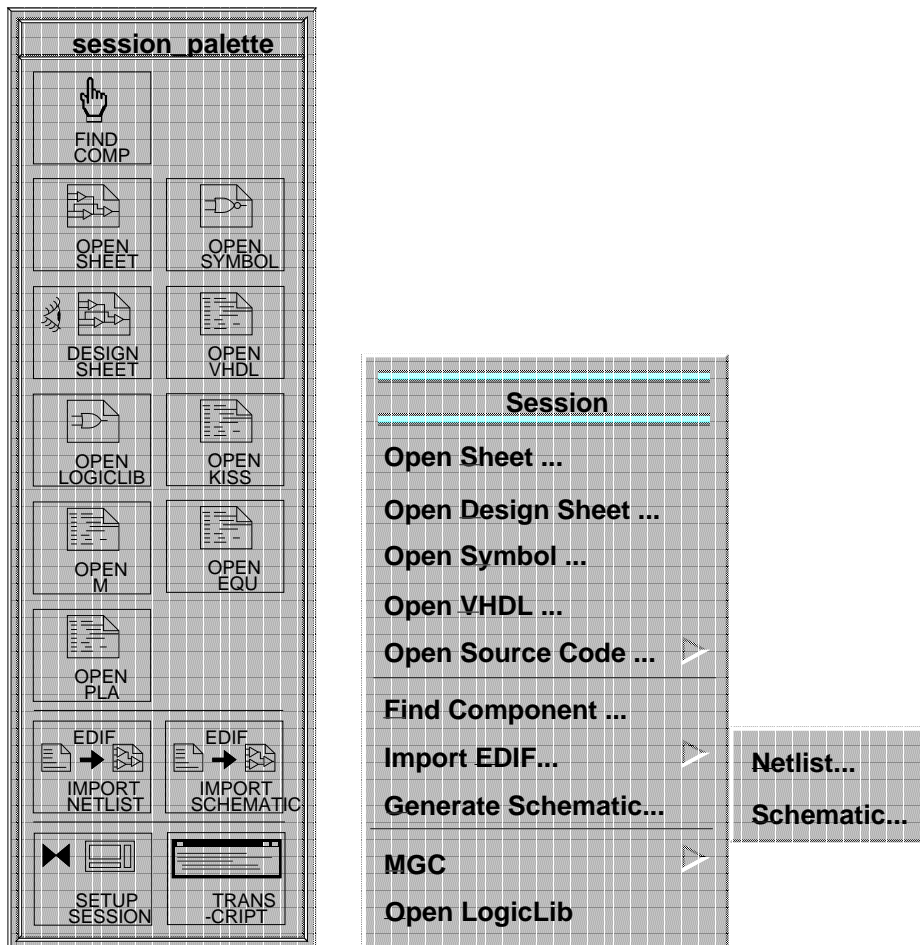 session_palette
FIND
COMP
OPEN
SHEET
OPEN
SYMBOL
DESIGN
SHEET
OPEN
VHDL
OPEN
LOGICLIB
OPEN
KISS
OPEN
M
OPEN
EQU
OPEN
PLA
EDIF
IMPORT
NETLIST
EDIF
IMPORT
SCHEMATIC
SETUP
SESSION
TRANS
-CRIPT
Session
Open Sheet ...
Open Design Sheet ...
Open Symbol ...
Open VHDL ...
Open Source Code ...
Find Component ...
Import EDIF...
Generate Schematic...
MGC
Open LogicLib
Netlist...
Schematic...